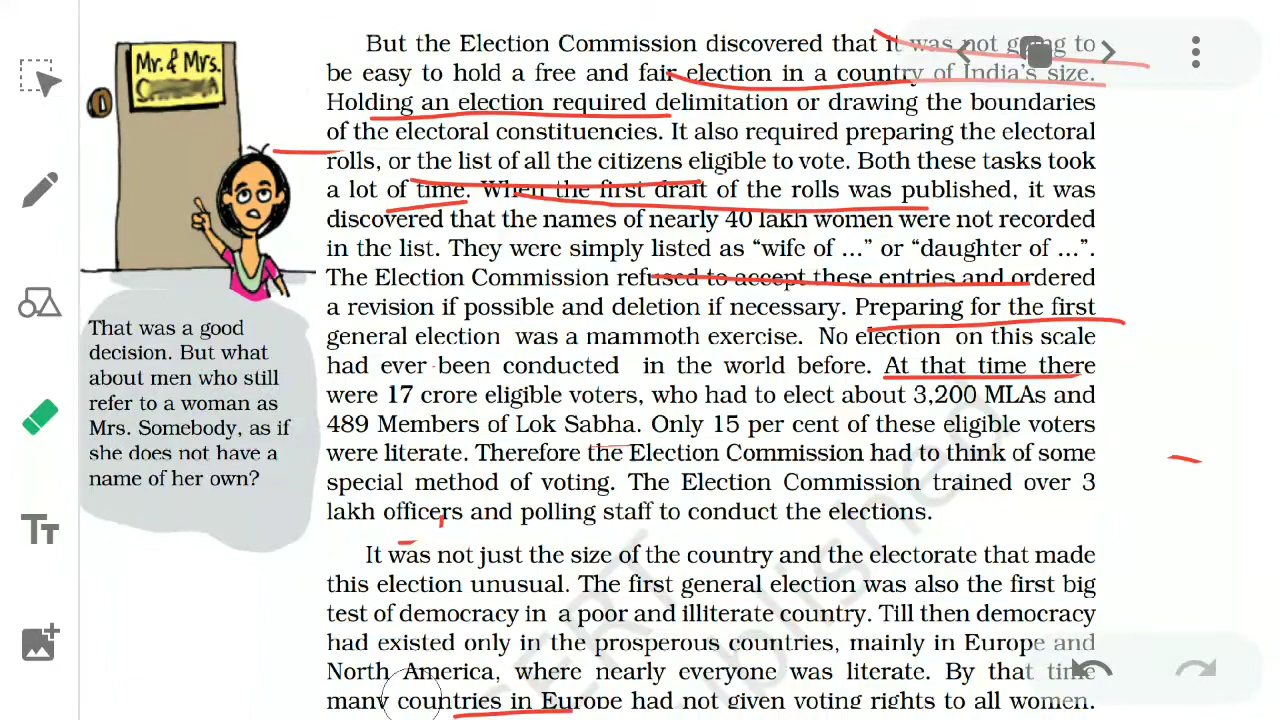 Mr. & Mrs.
That was a good
decision. But what
about men who still
refer to a woman as
Mrs. Somebody, as if
she does not have a
name of her own?
But the Election Commission discovered that it was not going to
be easy to hold a free and fair election in a country of India's size.
Holding an election required delimitation or drawing the boundaries
of the electoral constituencies. It also required preparing the electoral
rolls, or the list of all the citizens eligible to vote. Both these tasks took
a lot of time. When the first draft of the rolls was published, it was
discovered that the names of nearly 40 lakh women were not recorded
in the list. They were simply listed as “wife of ...” or “daughter of ...”.
The Election Commission refused to accept these entries and ordered
a revision if possible and deletion if necessary. Preparing for the first
general election was a mammoth exercise. No election on this scale
had ever been conducted in the world before. At that time there
were 17 crore eligible voters, who had to elect about 3,200 MLAs and
489 Members of Lok Sabha. Only 15 per cent of these eligible voters
were literate. Therefore the Election Commission had to think of some
special method of voting. The Election Commission trained over 3
lakh officers and polling staff to conduct the elections.
It was not just the size of the country and the electorate that made
this election unusual. The first general election was also the first big
test of democracy in a poor and illiterate country. Till then democracy
had existed only in the prosperous countries, mainly in Europe and
North America, where nearly everyone was literate. By that time
many countries in Europe had not given voting rights to all women.
Tt